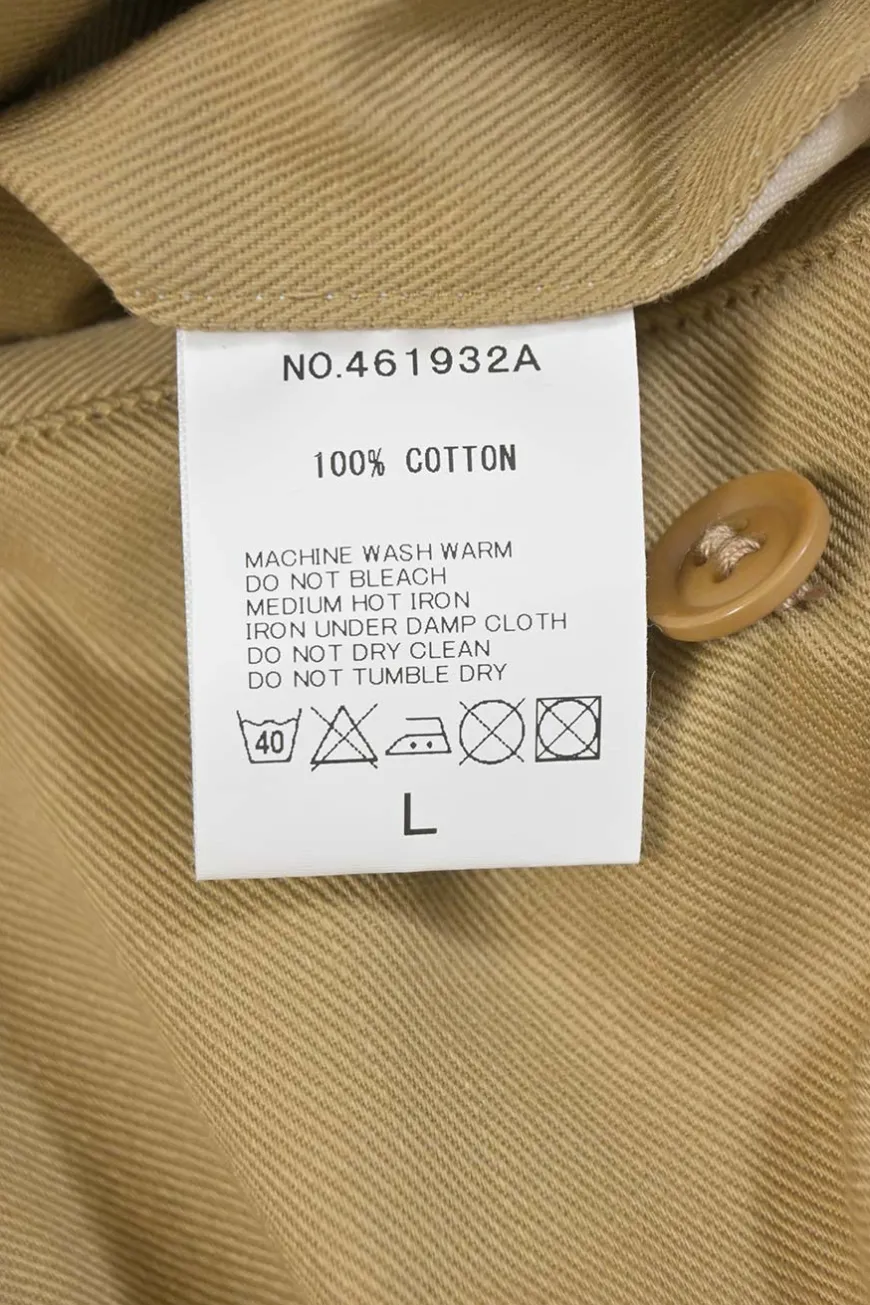 NO.461932A
100% COTTON
MACHINE WASH WARM
DO NOT BLEACH
MEDIUM HOT IRON
IRON UNDER DAMP CLOTH
DO NOT DRY CLEAN
DO NOT TUMBLE DRY
40
L